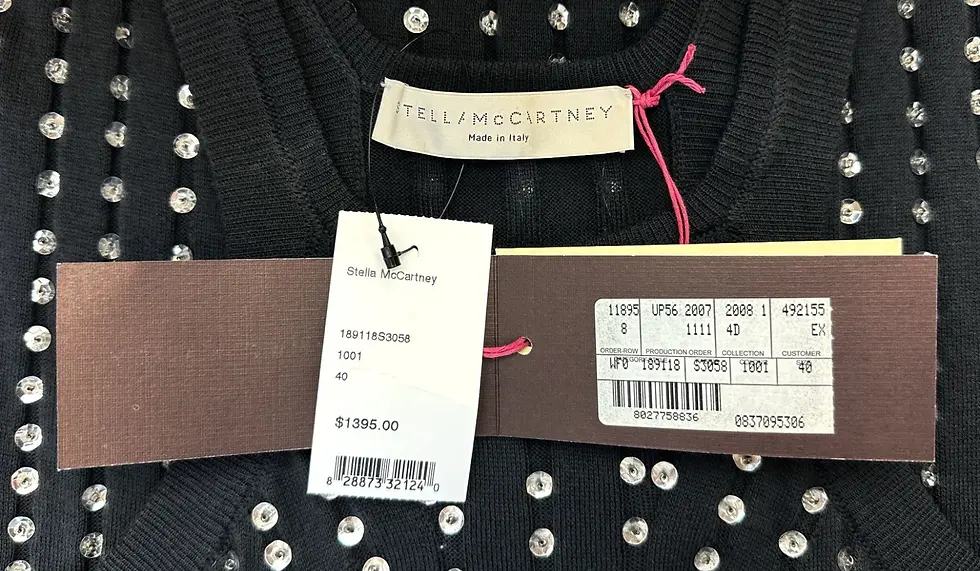 STELLA McCARTNEY
Made in Italy
Stella McCartney
189118S3058
1001
40
$1395.00
8 28873 32124 0
11895 UP56 2007 2008 1 492155
8 1111 4D EX
ORDER-ROW PRODUCTION ORDER COLLECTION CUSTOMER
WF0 189118 S3058 1001 40
8027758836
0837095306